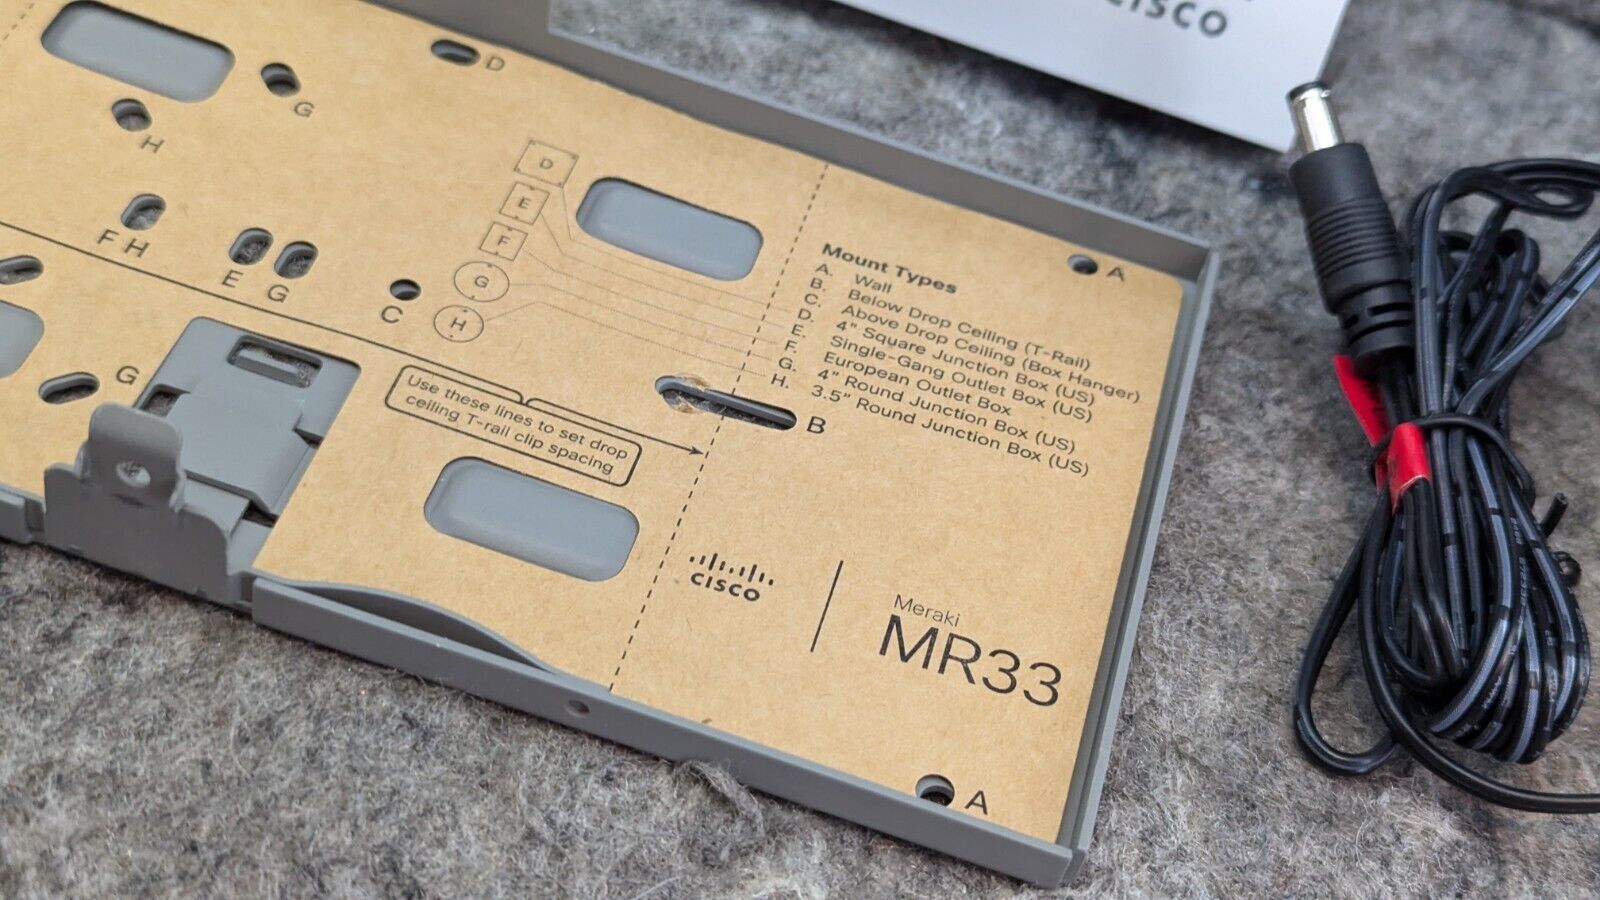 CISCO
D
G
H
D
E
F
G
H
F H
E G
C
G
A
Mount Types
A. Wall
B. Below Drop Ceiling (T-Rail)
C. Above Drop Ceiling (Box Hanger)
D. 4" Square Junction Box (US)
E. Single-Gang Outlet Box (US)
F. European Outlet Box
G. 4" Round Junction Box (US)
H. 3.5" Round Junction Box (US)
B
Use these lines to set drop
ceiling T-rail clip spacing
CISCO
Meraki
MR33
A